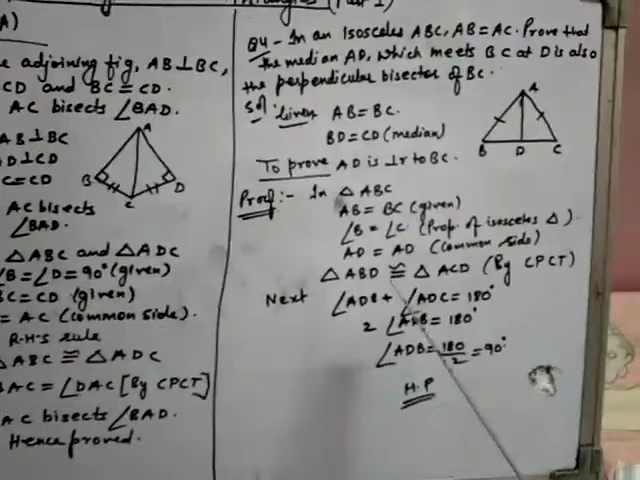 Triangles (Part 1)
A)
e adjoining fig, AB⊥BC,
CD and BC = CD.
AC bisects ∠BAD.
AB⊥BC
D⊥CD
C=CD
AC bisects
∠BAD.
A
B
C
D
△ABC and △ADC
∠B=∠D=90° (given)
BC=CD (given)
= AC (common side).
R.H.S rule
△ABC ≅ △ADC
BAC = ∠DAC [By CPCT]
AC bisects ∠BAD.
Hence proved.
Q4 - In an Isosceles ABC, AB=AC. Prove that
the median AD, which meets BC at D is also
the perpendicular bisector of BC.
Sol Given AB=BC.
BD=CD (median)
A
B D C
To prove AD is ⊥r to BC.
Proof:- In △ABC
AB= BC (given)
∠B = ∠C (Prop. of isosceles △)
AD = AD (Common side)
△ABD ≅ △ACD (By CPCT)
Next ∠ADB + ∠ADC = 180°
2 ∠ADB = 180°
∠ADB = 180/2 = 90°
H.P